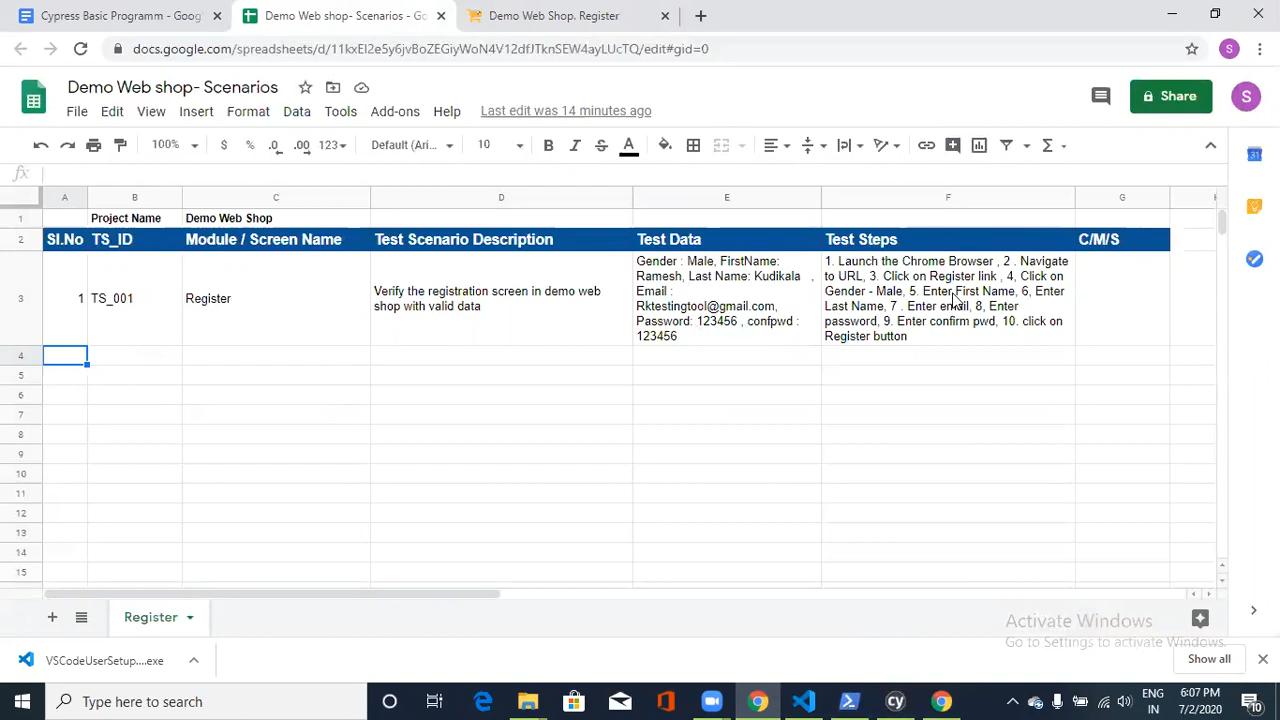 Cypress Basic Programm - Goog
Demo Web shop- Scenarios - Go
Demo Web Shop. Register
docs.google.com/spreadsheets/d/11kxEl2e5y6jvBoZEGiyWoN4V12dfJTknSEW4ayLUcTQ/edit#gid=0
S
Demo Web shop- Scenarios
File Edit View Insert Format Data Tools Add-ons Help Last edit was 14 minutes ago
Share
S
100% $ % .0 .00 123 Default (Ari... 10 B I S A
fx
A B C D E F G
1 Project Name Demo Web Shop
2 Sl.No TS_ID Module / Screen Name Test Scenario Description Test Data Test Steps C/M/S
3 1 TS_001 Register
Verify the registration screen in demo web
shop with valid data
Gender : Male, FirstName:
Ramesh, Last Name: Kudikala ,
Email :
Rktestingtool@gmail.com,
Password: 123456 , confpwd :
123456
1. Launch the Chrome Browser , 2 . Navigate
to URL, 3. Click on Register link , 4, Click on
Gender - Male, 5. Enter First Name, 6, Enter
Last Name, 7 . Enter email, 8, Enter
password, 9. Enter confirm pwd, 10. click on
Register button
4
5
6
7
8
9
10
11
12
13
14
15
Register
Activate Windows
Go to Settings to activate Windows.
VSCodeUserSetup....exe
Show all
Type here to search
cy
ENG
IN
6:07 PM
7/2/2020
10
31